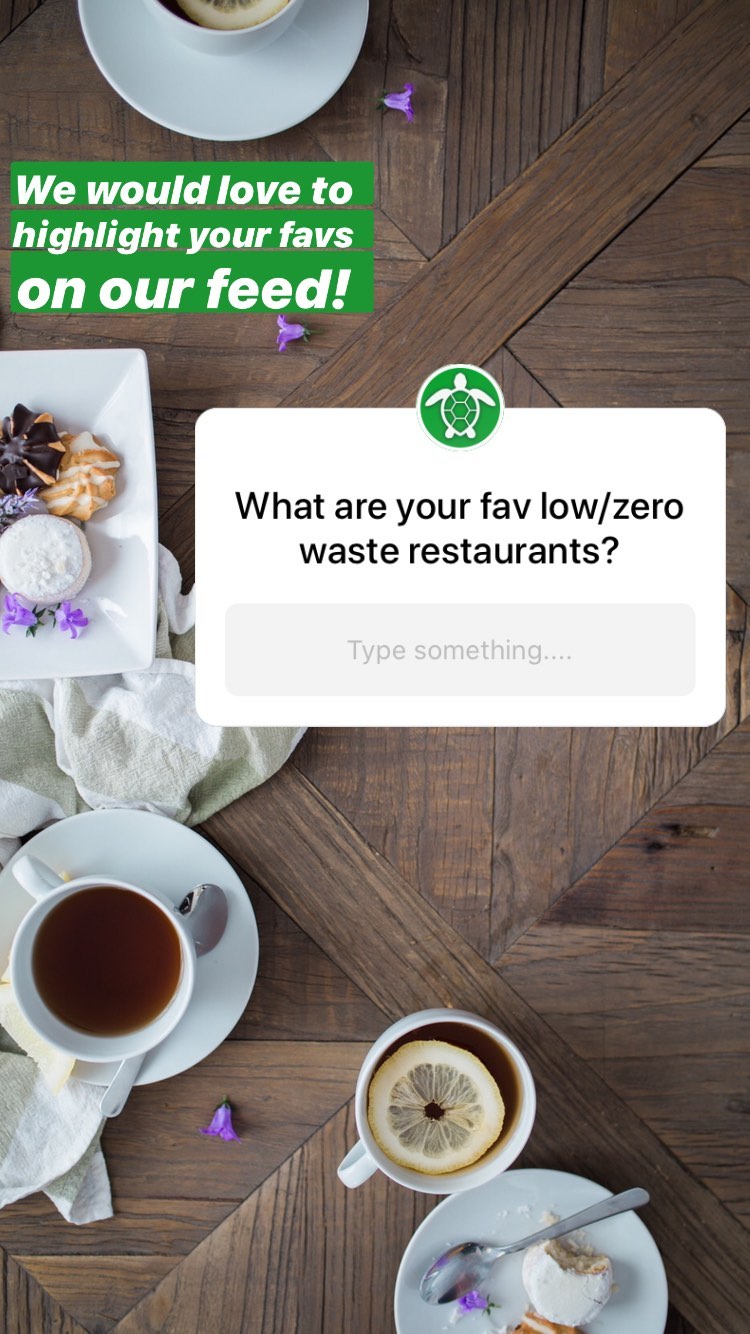 We would love to
highlight your favs
on our feed!
What are your fav low/zero
waste restaurants?
Type something....